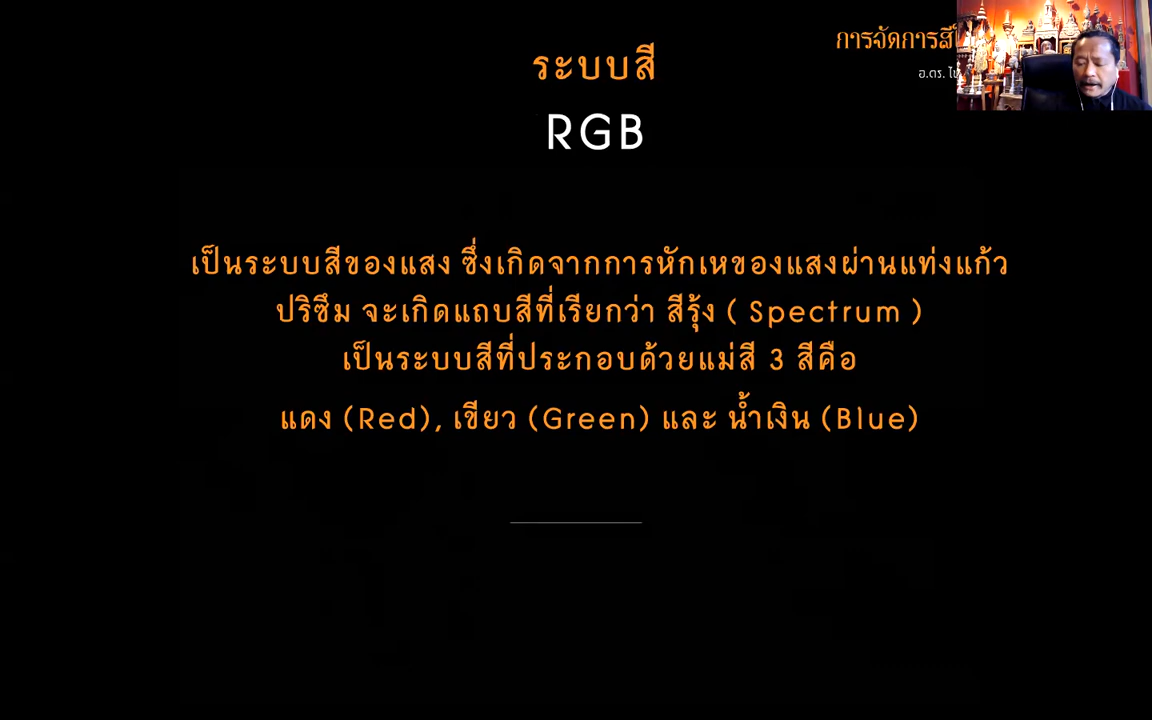 การจัดการสี
อ.ดร.
ระบบสี
RGB
เป็นระบบสีของแสง ซึ่งเกิดจากการหักเหของแสงผ่านแท่งแก้ว
ปริซึม จะเกิดแถบสีที่เรียกว่า สีรุ้ง ( Spectrum )
เป็นระบบสีที่ประกอบด้วยแม่สี 3 สีคือ
แดง (Red), เขียว (Green) และ น้ำเงิน (Blue)